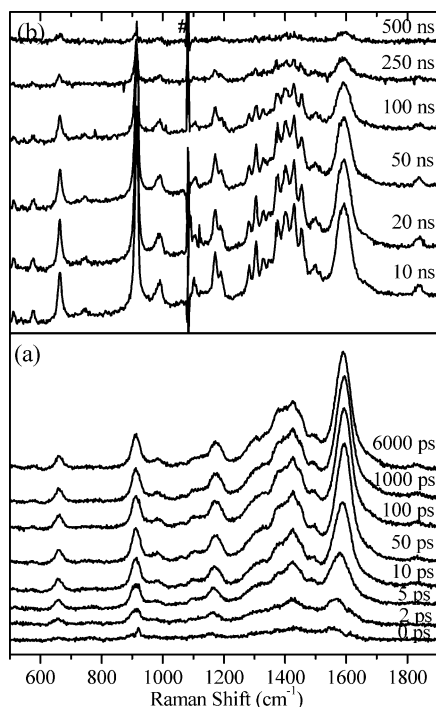 (b)
#
500 ns
250 ns
100 ns
50 ns
20 ns
10 ns
(a)
6000 ps
1000 ps
100 ps
50 ps
10 ps
5 ps
2 ps
0 ps
600 800 1000 1200 1400 1600 1800
Raman Shift (cm⁻¹)